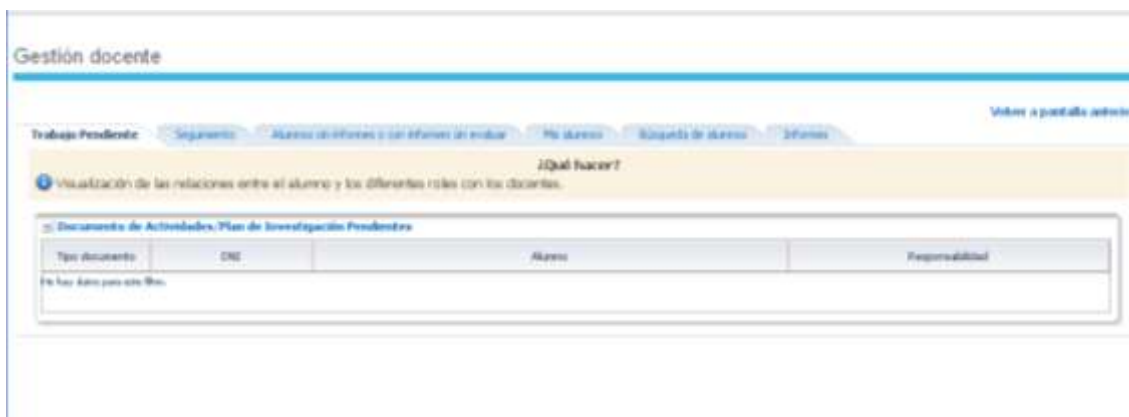 Gestión docente
Volver a pantalla anterio
Trabajo Pendiente Seguimiento Alumnos sin informes o con informes sin evaluar Mis alumnos Búsqueda de alumnos Informes
¿Qué hacer?
Visualización de las relaciones entre el alumno y los diferentes roles con los docentes.
Documento de Actividades/Plan de Investigación Pendientes
Tipo documento DNI Alumno Responsabilidad
No hay datos para este filtro.